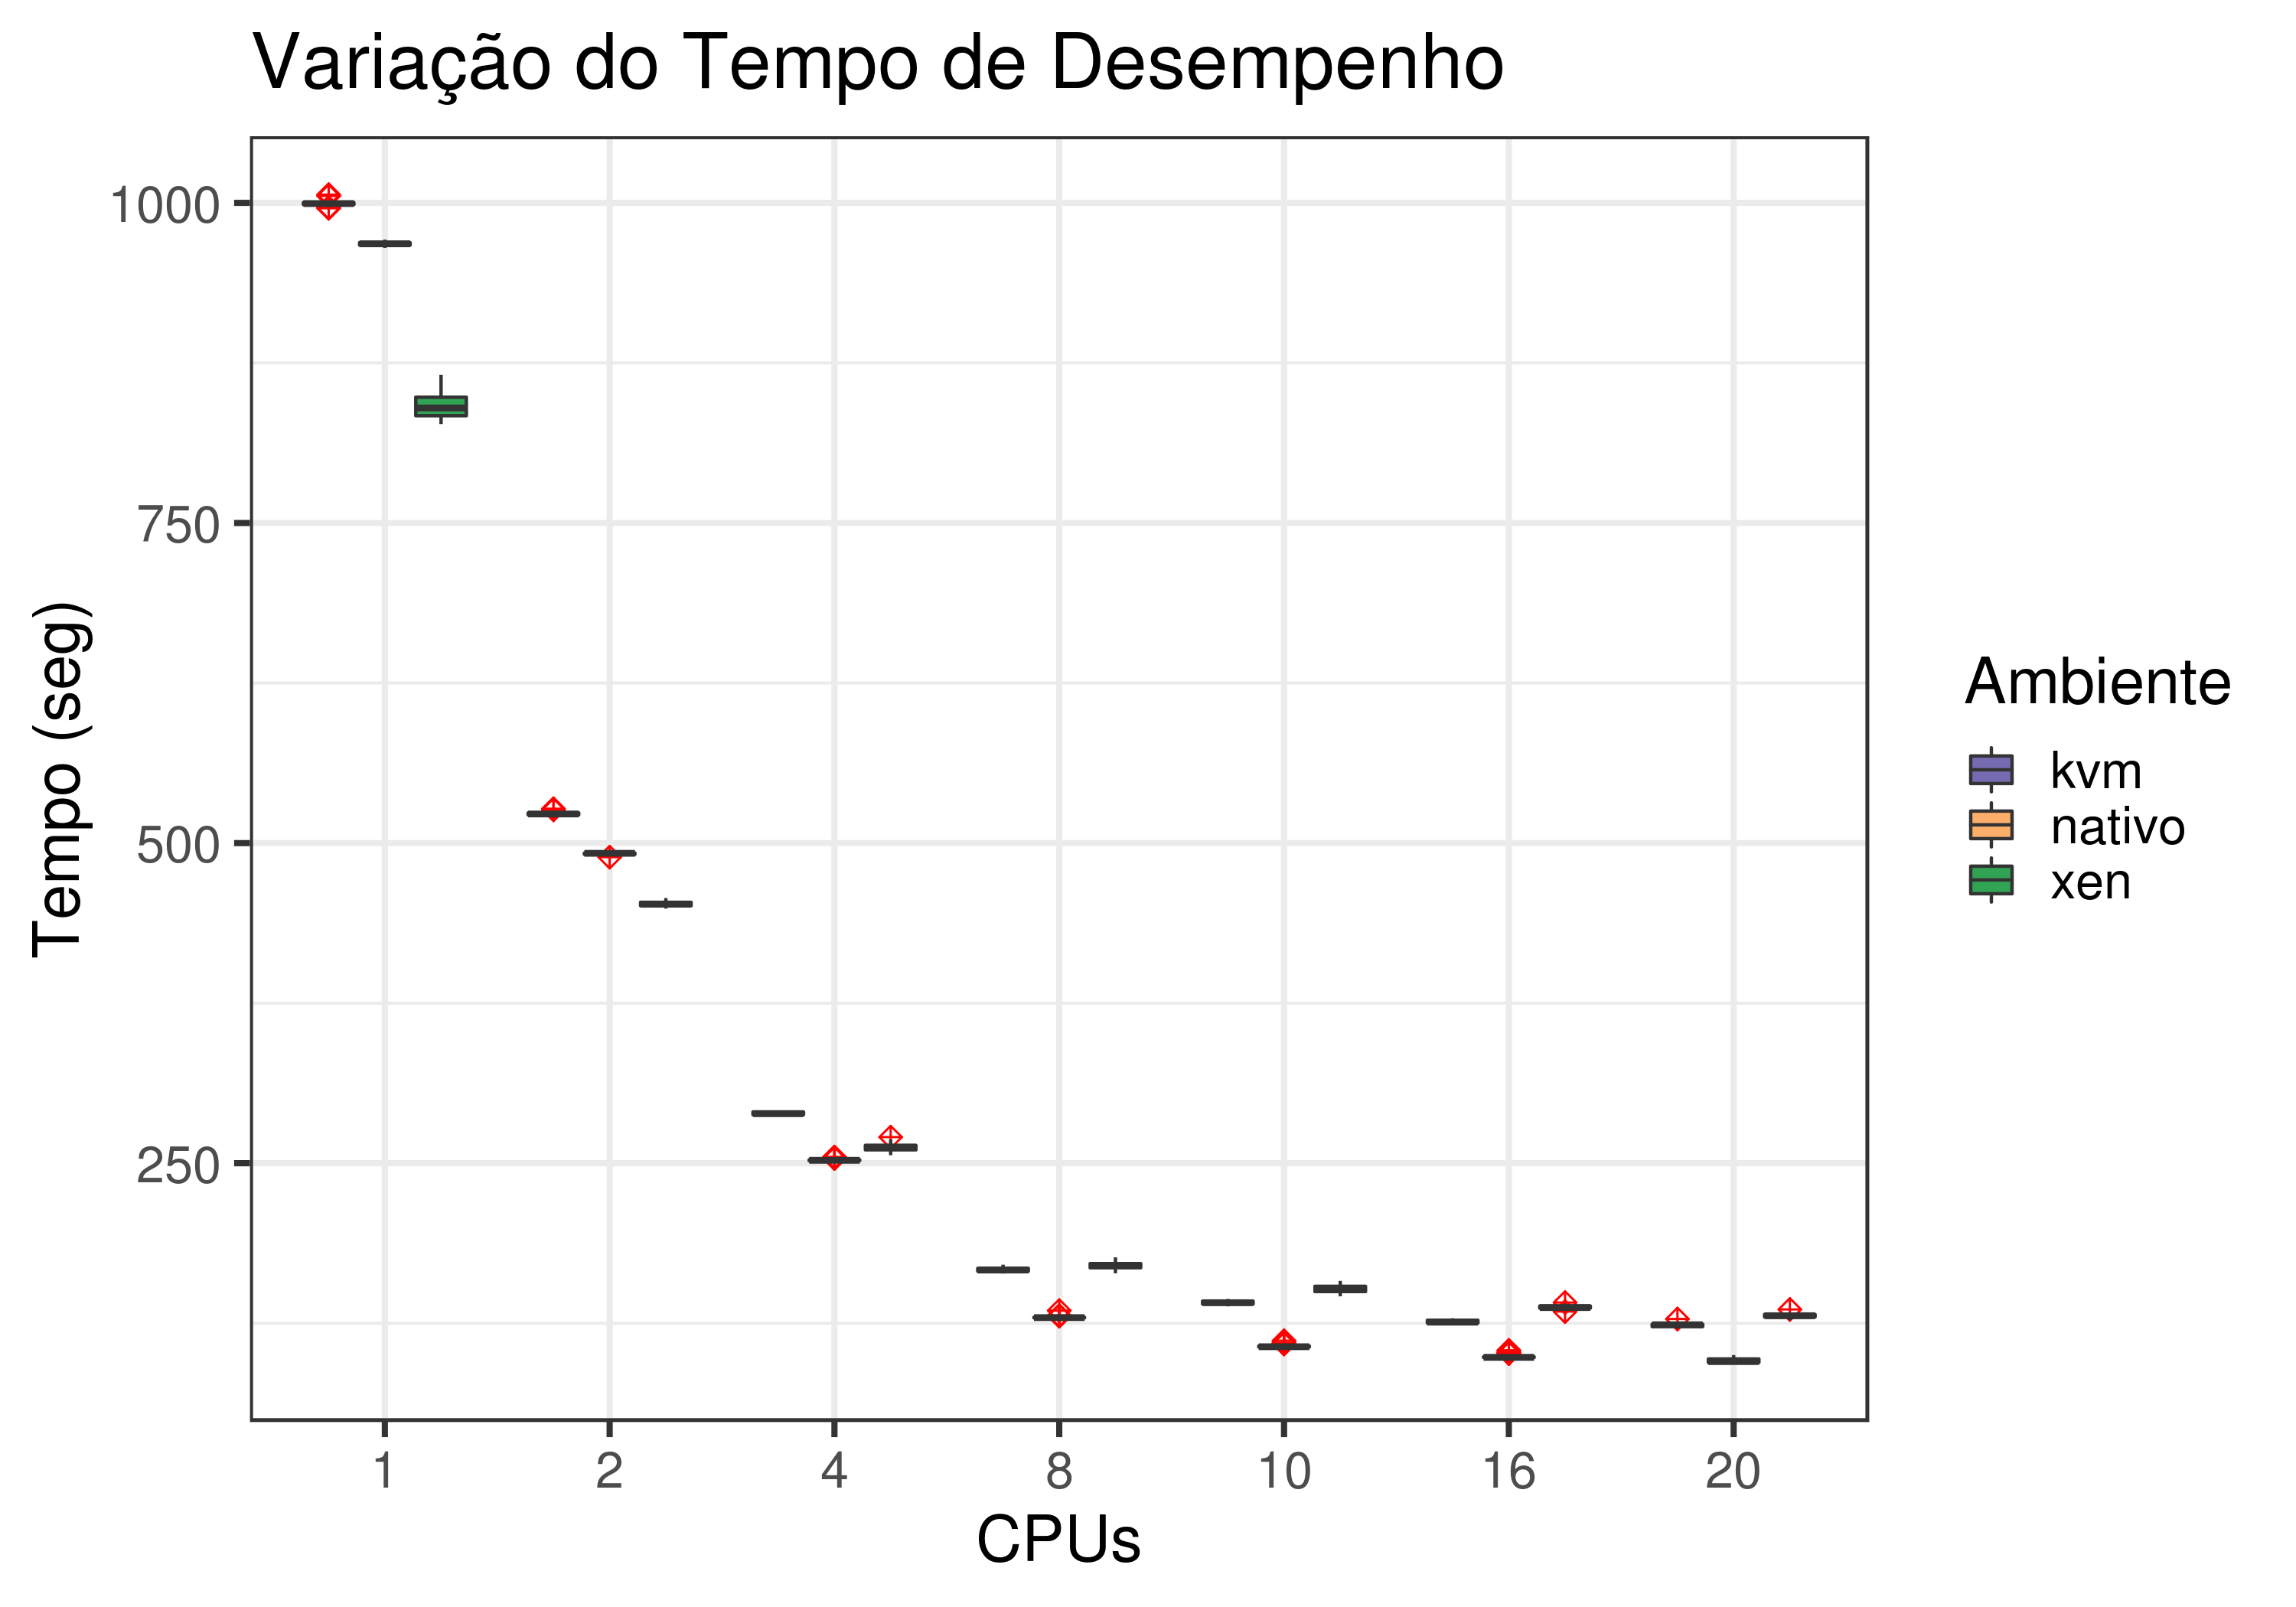 Variação do Tempo de Desempenho
Tempo (seg)
1000
750
500
250
1 2 4 8 10 16 20
CPUs
Ambiente
kvm
nativo
xen